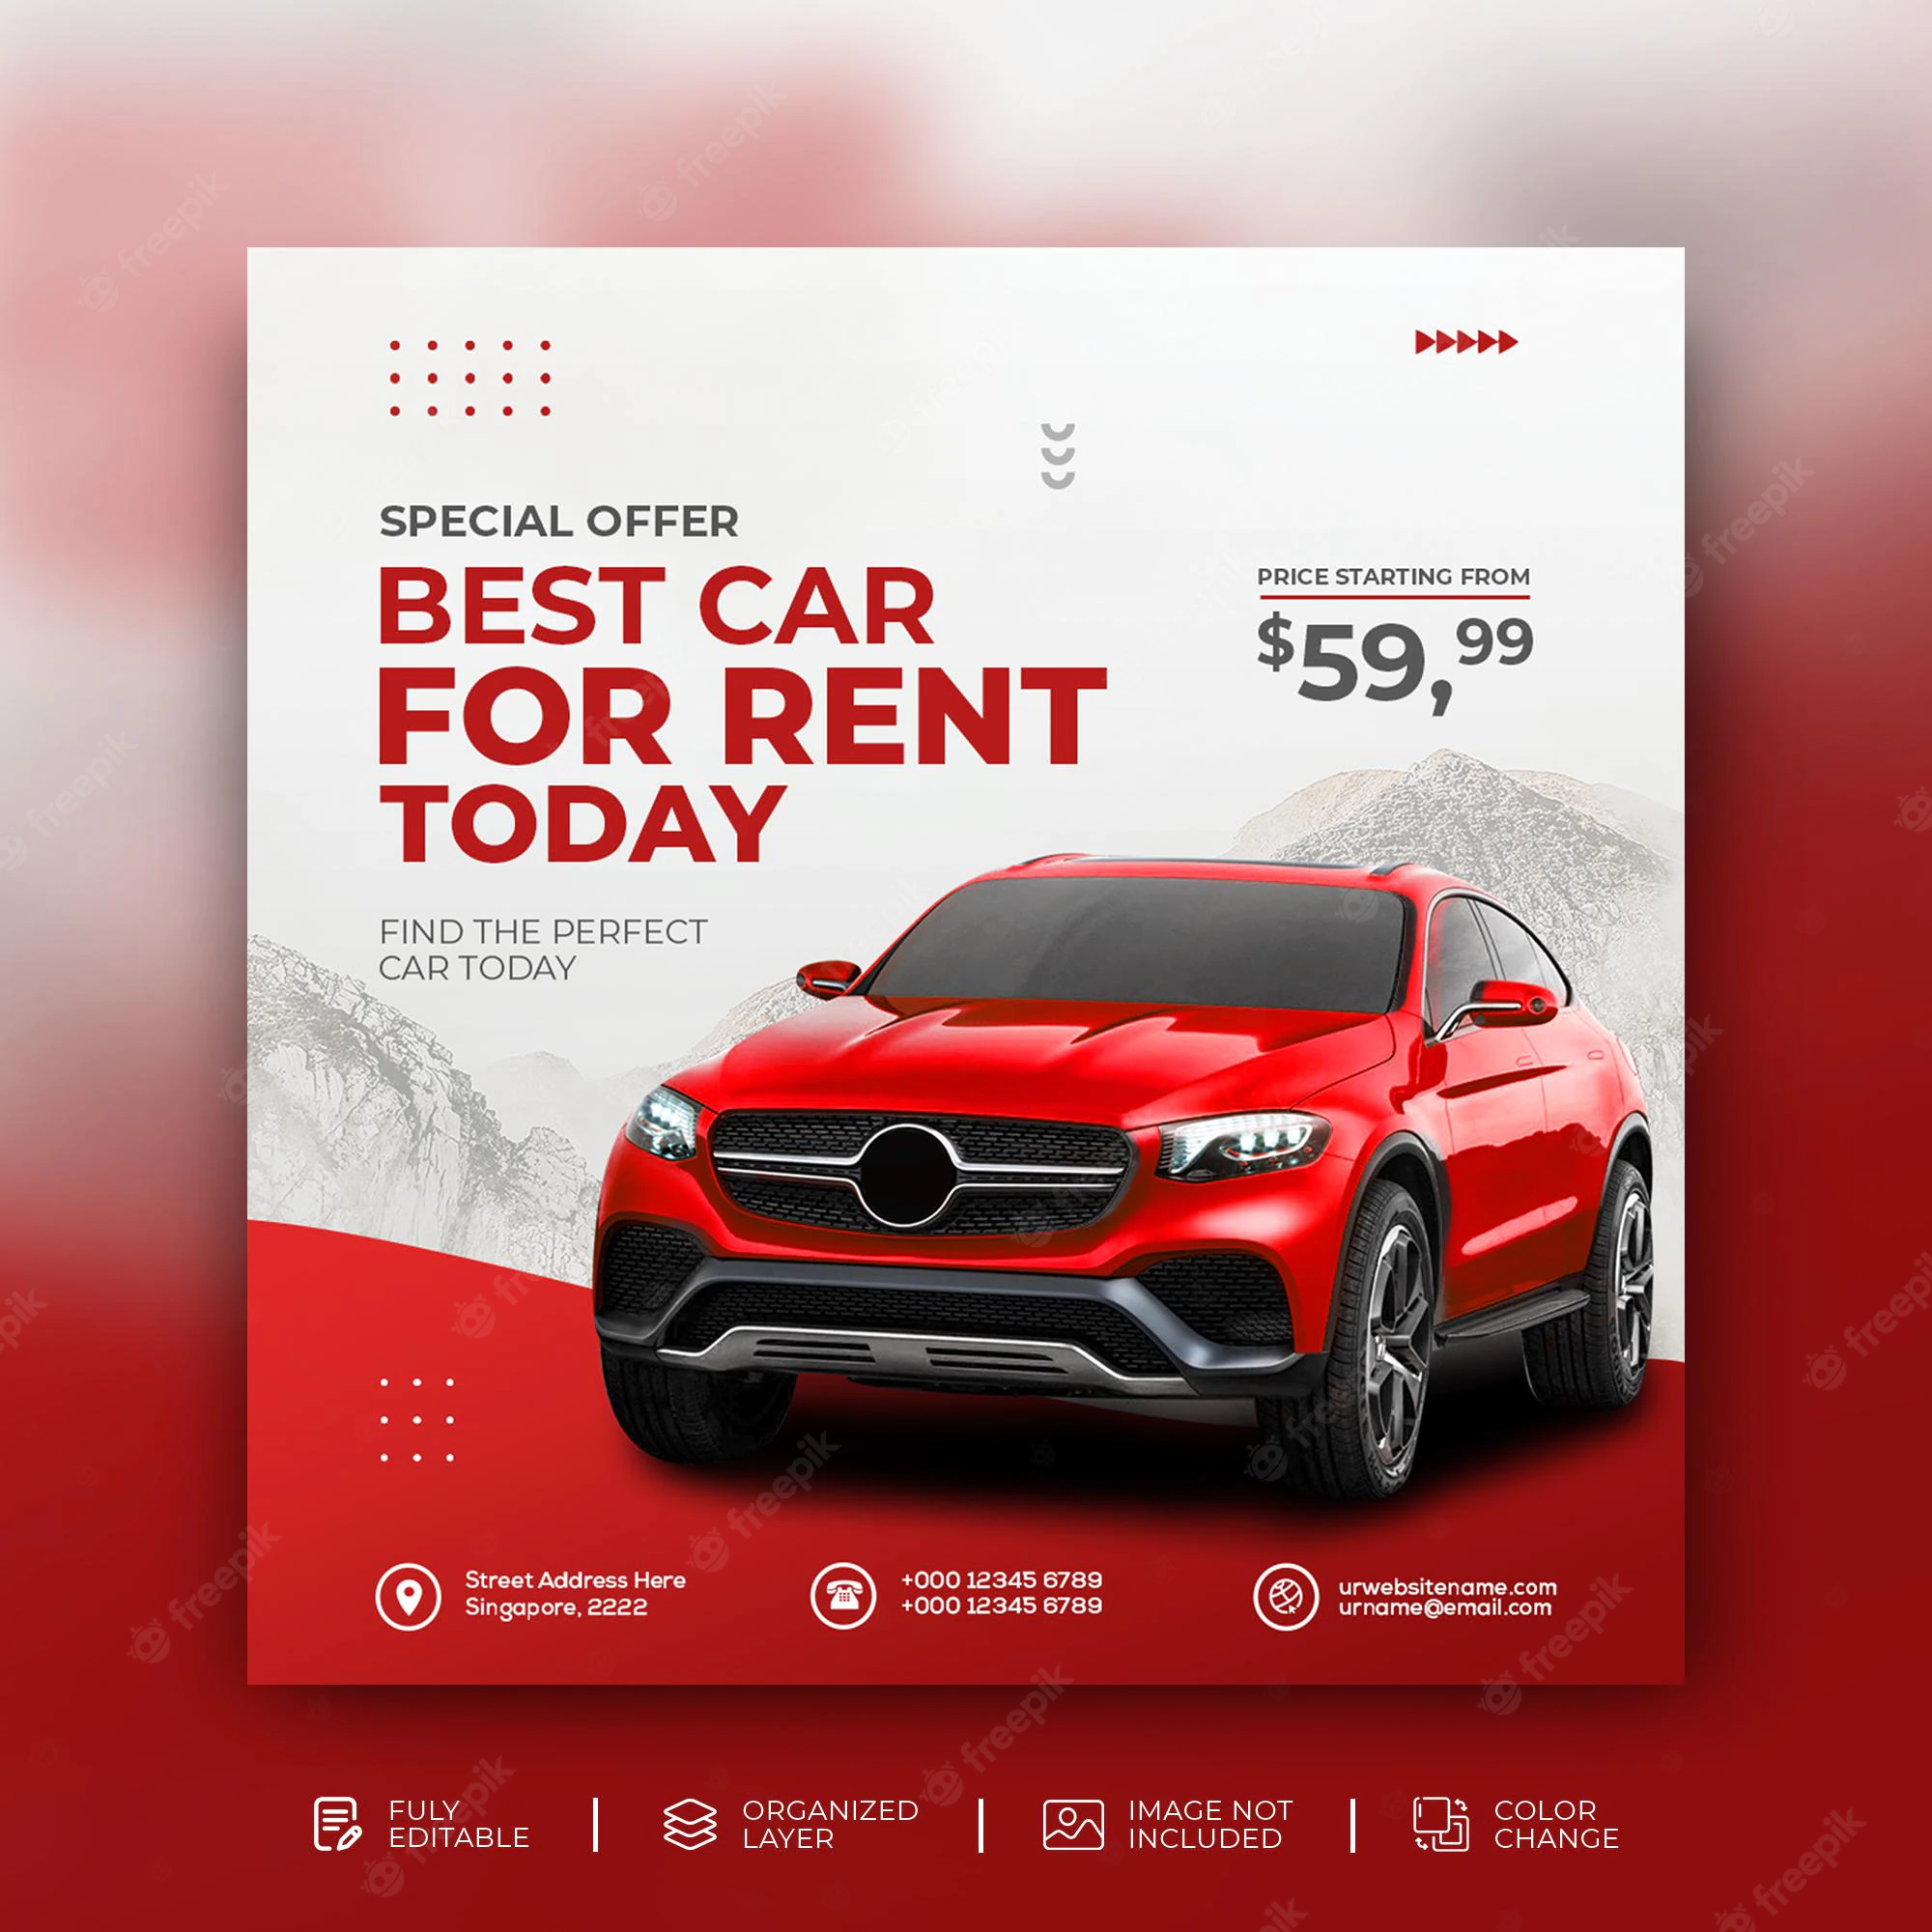 SPECIAL OFFER
BEST CAR
FOR RENT
TODAY
FIND THE PERFECT
CAR TODAY
PRICE STARTING FROM
$59,99
Street Address Here
Singapore, 2222
+000 12345 6789
+000 12345 6789
urwebsitename.com
urname@email.com
FULY
EDITABLE
ORGANIZED
LAYER
IMAGE NOT
INCLUDED
COLOR
CHANGE
freepik